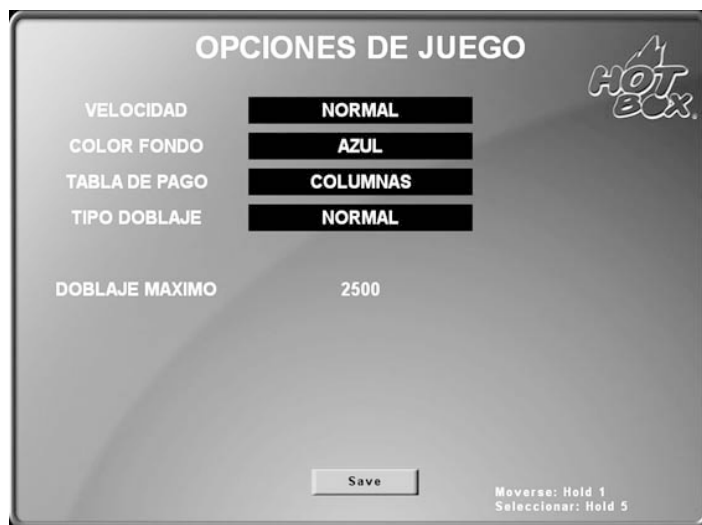 OPCIONES DE JUEGO
HOT
BOX
VELOCIDAD NORMAL
COLOR FONDO AZUL
TABLA DE PAGO COLUMNAS
TIPO DOBLAJE NORMAL
DOBLAJE MAXIMO 2500
Save
Moverse: Hold 1
Seleccionar: Hold 5